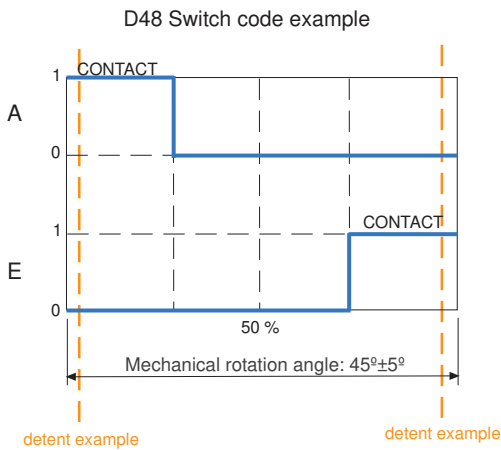 D48 Switch code example
1
CONTACT
A
0
1
CONTACT
E
0
50 %
Mechanical rotation angle: 45º±5º
detent example
detent example